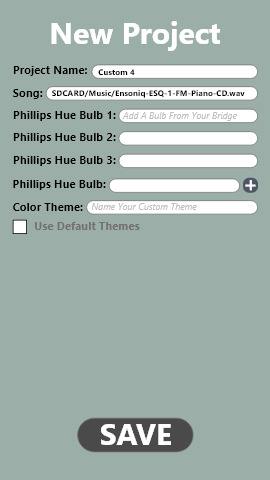 New Project
Project Name: Custom 4
Song: SDCARD/Music/Ensoniq-ESQ-1-FM-Piano-CD.wav
Phillips Hue Bulb 1: Add A Bulb From Your Bridge
Phillips Hue Bulb 2:
Phillips Hue Bulb 3:
Phillips Hue Bulb:
Color Theme: Name Your Custom Theme
Use Default Themes
SAVE